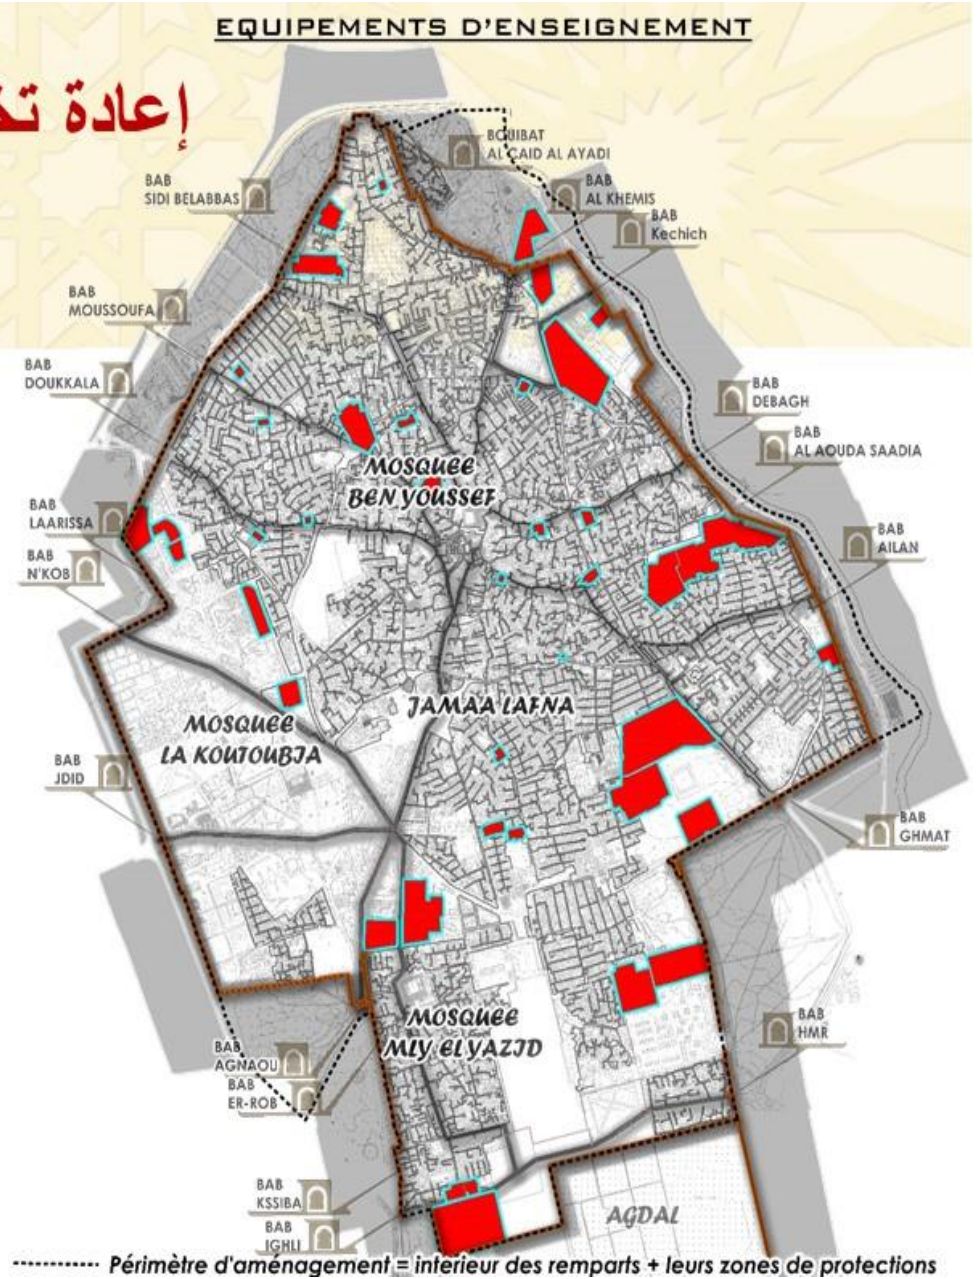 EQUIPEMENTS D'ENSEIGNEMENT
إعادة
BOUIBAT
AL CAID AL AYADI
BAB
SIDI BELABBAS
BAB
AL KHEMIS
BAB
Kechich
BAB
MOUSSOUFA
BAB
DOUKKALA
BAB
DEBAGH
BAB
AL AOUDA SAADIA
MOSQUEE
BEN YOUSSEF
BAB
LAARISSA
BAB
N'KOB
BAB
AILAN
JAMAA LAFNA
MOSQUEE
LA KOUTOUBIA
BAB
JDID
BAB
GHMAT
MOSQUEE
MLY EL YAZID
BAB
HMR
BAB
AGNAOU
BAB
ER-ROB
BAB
KSSIBA
BAB
IGHLI
AGDAL
Périmètre d'aménagement = interieur des remparts + leurs zones de protections